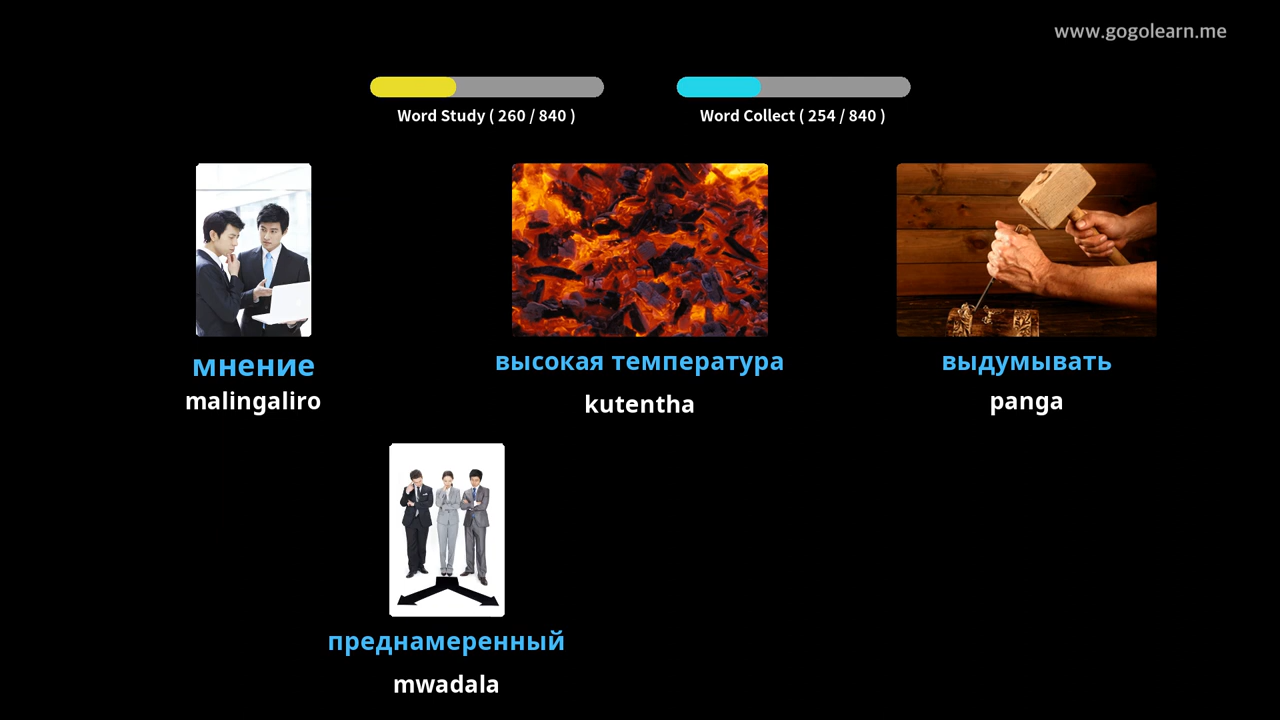 www.gogolearn.me
Word Study ( 260 / 840 )
Word Collect ( 254 / 840 )
мнение
malingaliro
высокая температура
kutentha
выдумывать
panga
преднамеренный
mwadala